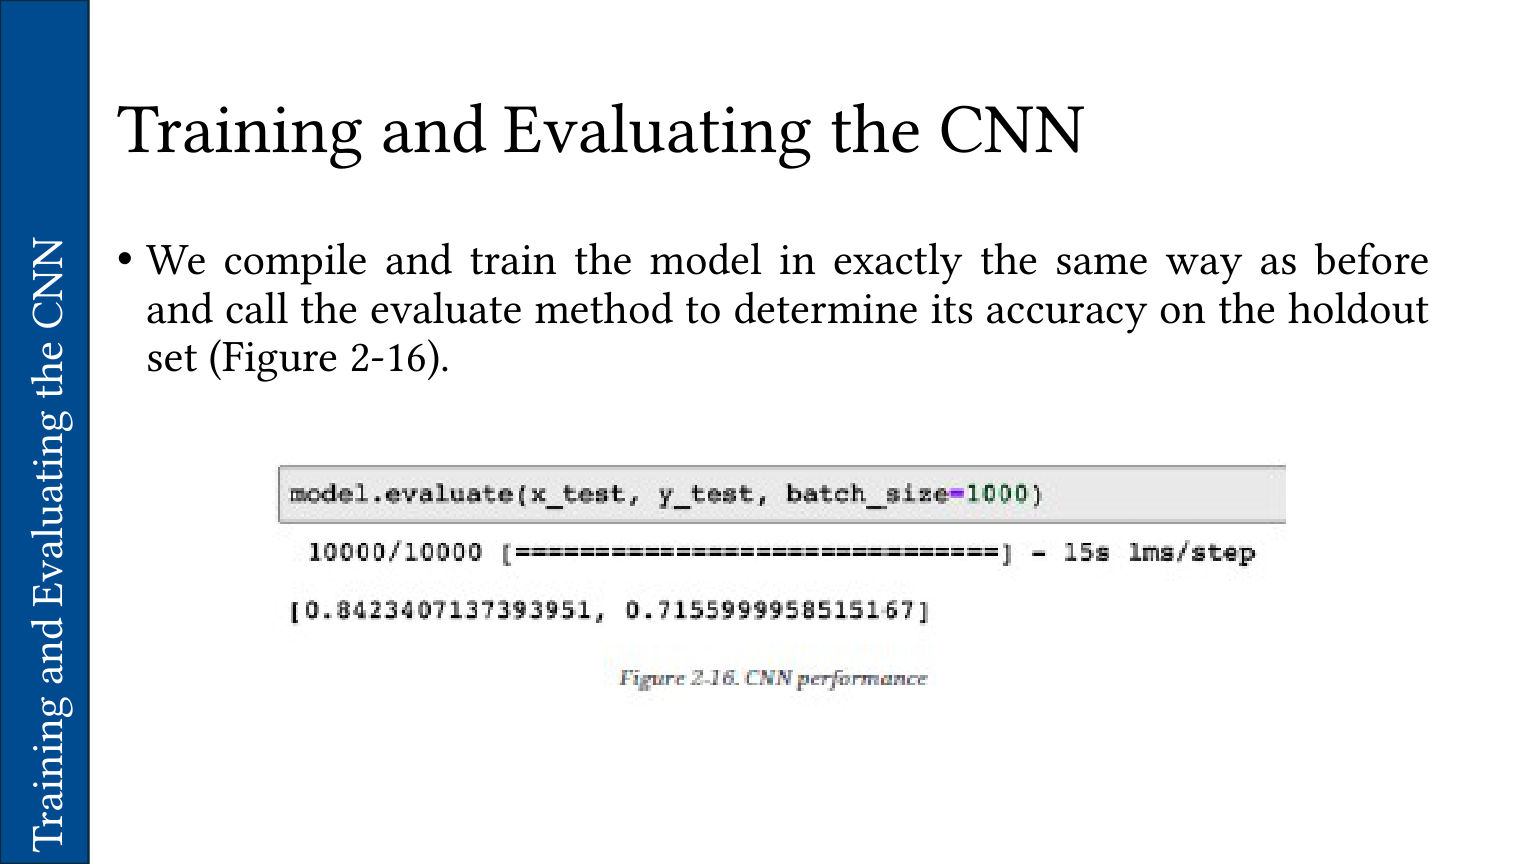 Training and Evaluating the CNN
Training and Evaluating the CNN
• We compile and train the model in exactly the same way as before
and call the evaluate method to determine its accuracy on the holdout
set (Figure 2-16).
model.evaluate(x_test, y_test, batch_size=1000)
10000/10000 [==============================] - 15s 1ms/step
[0.8423407137393951, 0.7155999958515167]
Figure 2-16. CNN performance